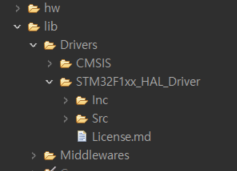 hw
lib
Drivers
CMSIS
STM32F1xx_HAL_Driver
Inc
Src
License.md
Middlewares